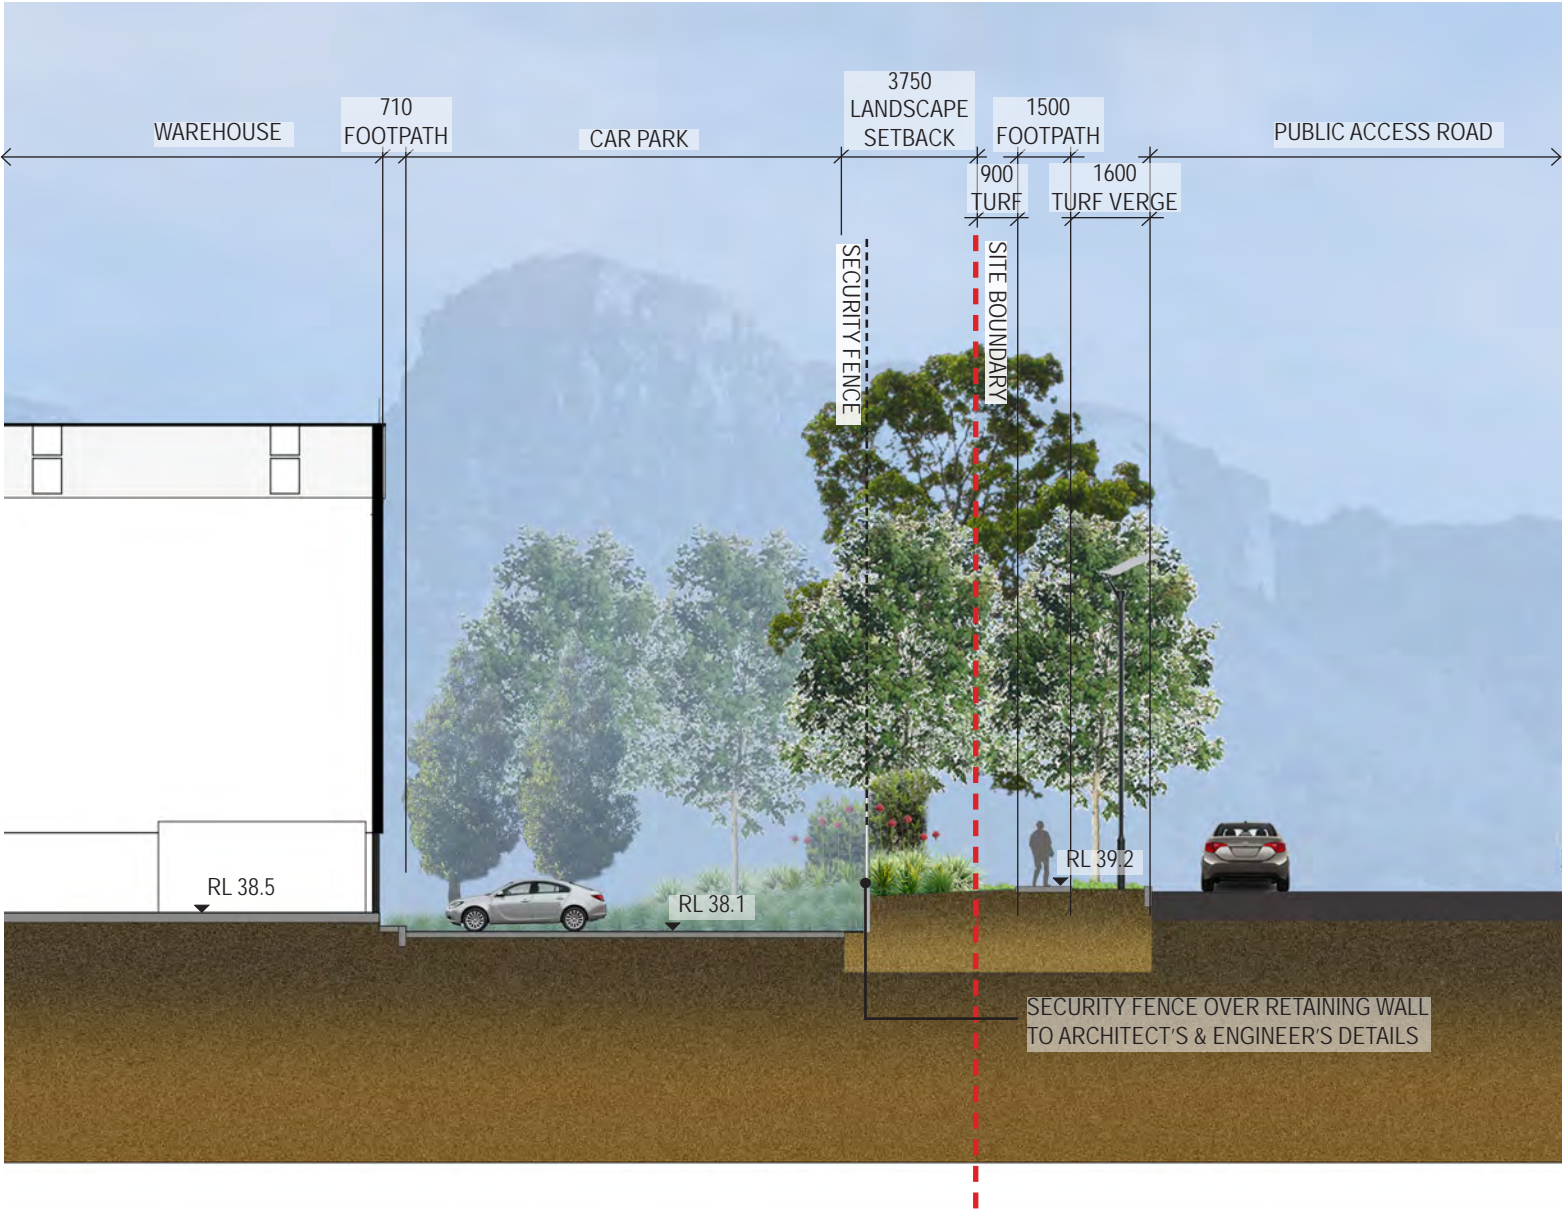 WAREHOUSE
710
FOOTPATH
CAR PARK
3750
LANDSCAPE
SETBACK
1500
FOOTPATH
PUBLIC ACCESS ROAD
900
TURF
1600
TURF VERGE
SECURITY FENCE
SITE BOUNDARY
RL 39.2
RL 38.5
RL 38.1
SECURITY FENCE OVER RETAINING WALL
TO ARCHITECT'S & ENGINEER'S DETAILS